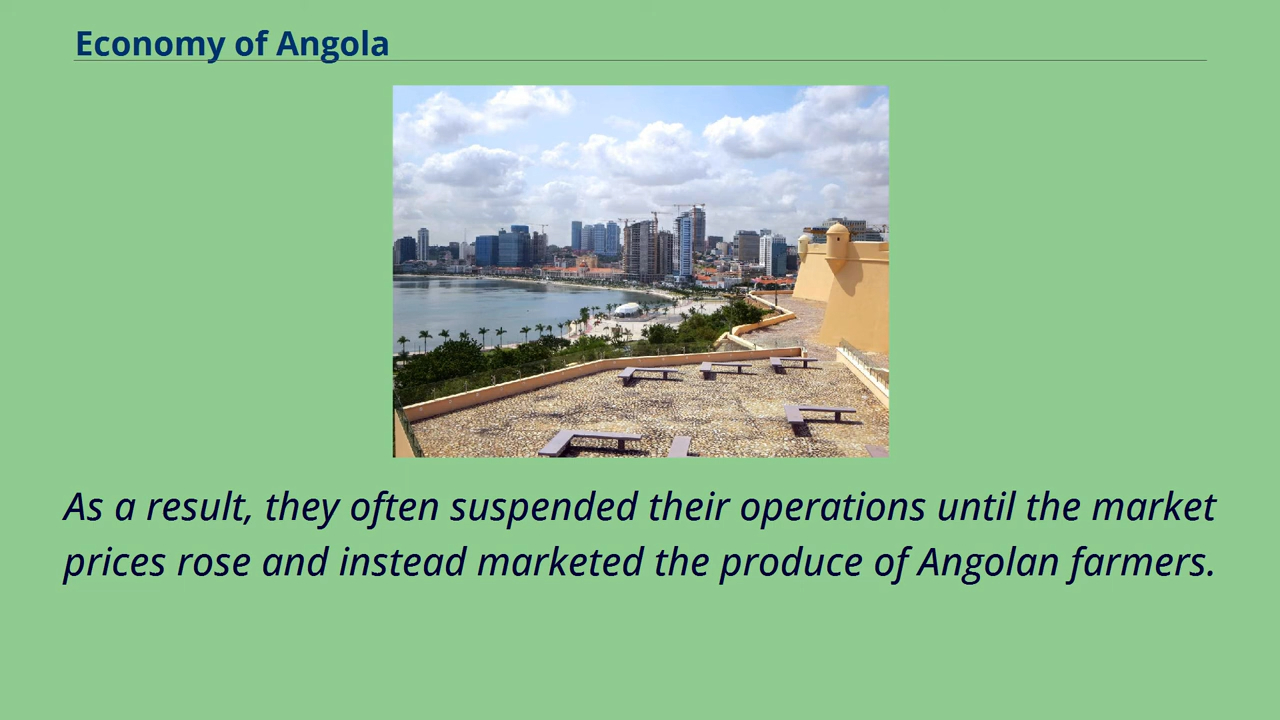 Economy of Angola
As a result, they often suspended their operations until the market
prices rose and instead marketed the produce of Angolan farmers.